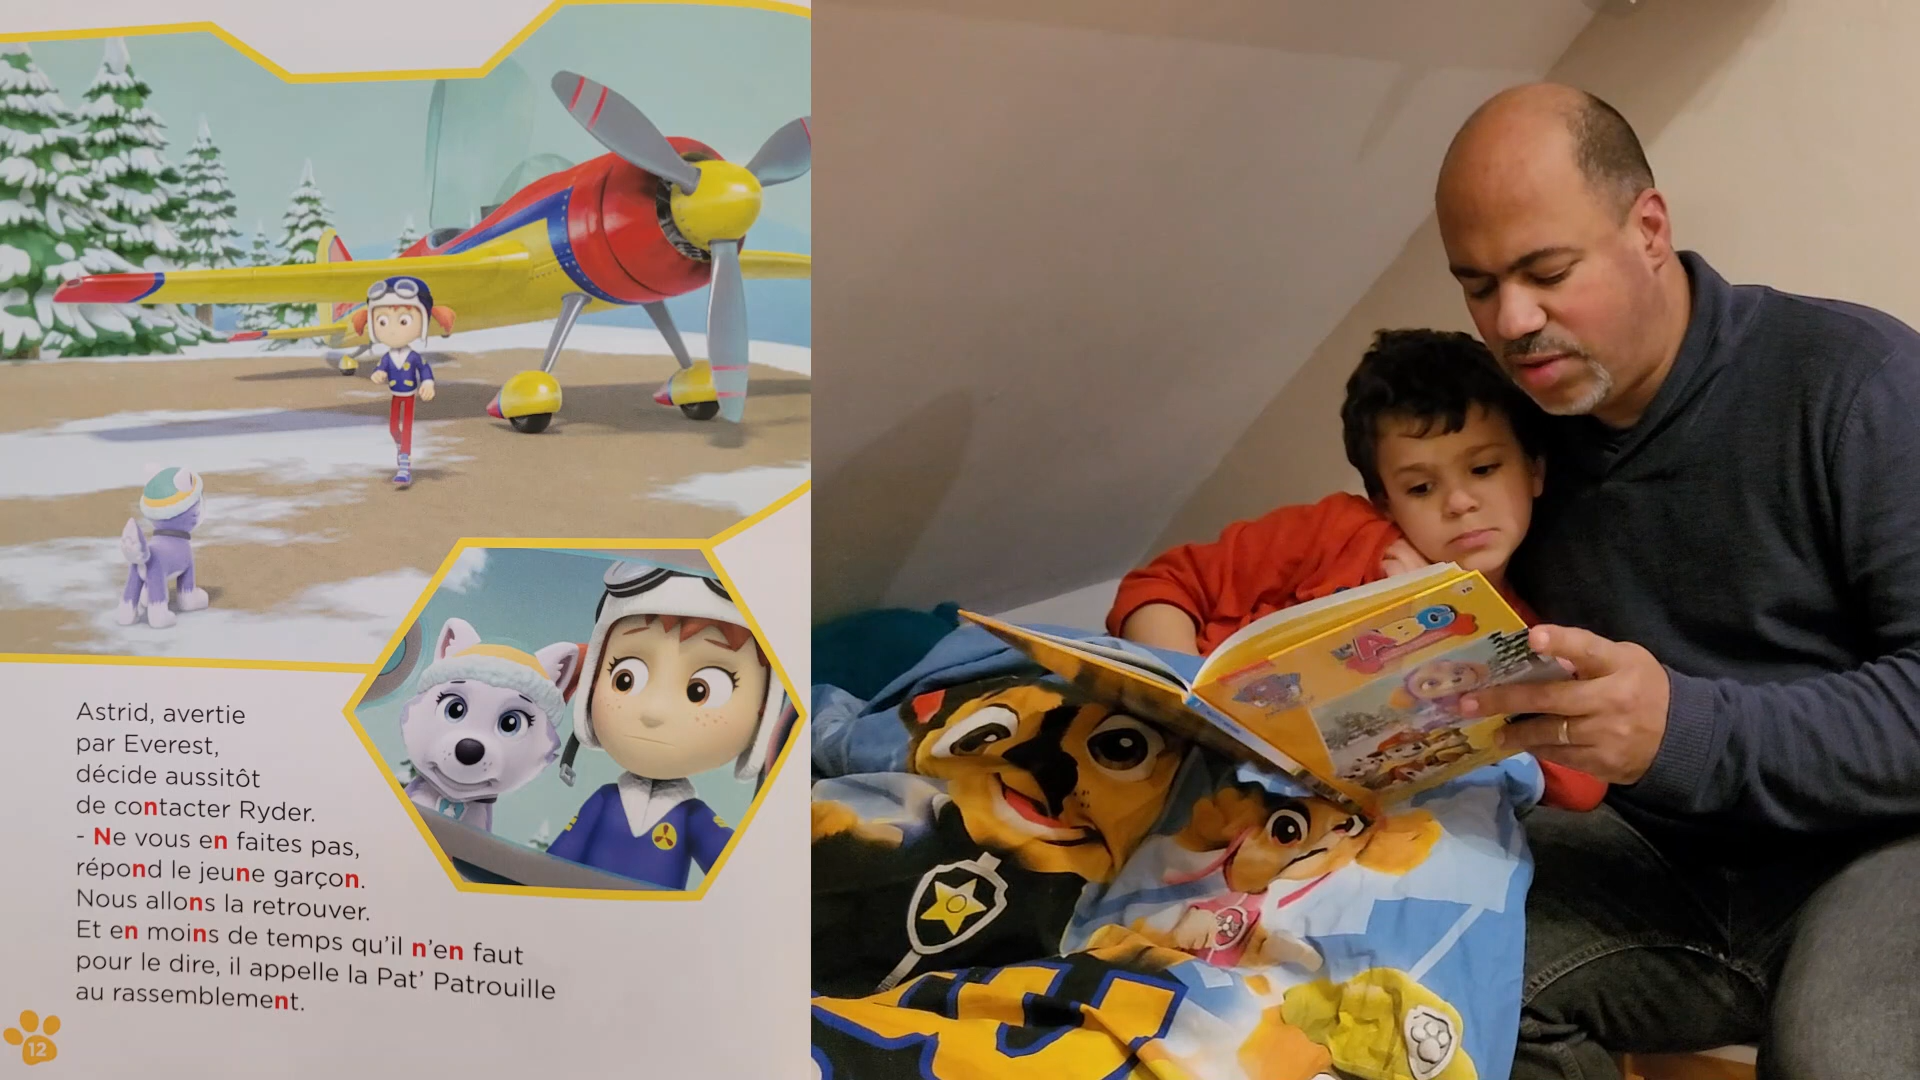 Astrid, avertie
par Everest,
décide aussitôt
de contacter Ryder.
- Ne vous en faites pas,
répond le jeune garçon.
Nous allons la retrouver.
Et en moins de temps qu'il n'en faut
pour le dire, il appelle la Pat' Patrouille
au rassemblement.
12
ABC